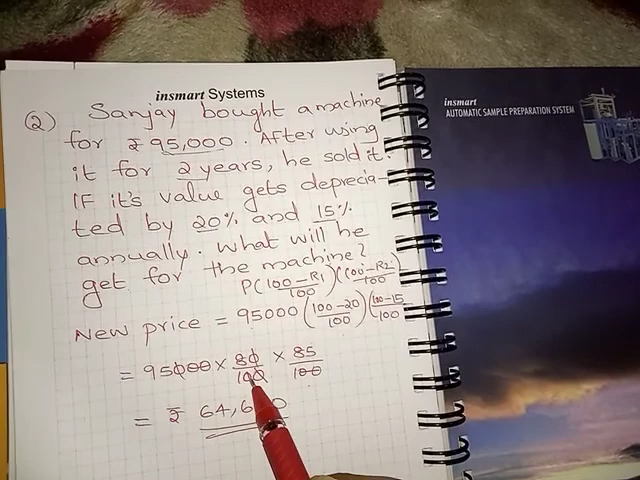 insmart Systems
② Sanjay bought a machine
for ₹ 95,000. After using
it for 2 years, he sold it.
IF it's value gets deprecia-
ted by 20% and 15%
annually. What will he
get for the machine?
P(100-R1/100)(100-R2/100)
New price = 95000 (100-20/100)(100-15/100
= 95000 × 80/100 × 85/100
= ₹
insmart
AUTOMATIC SAMPLE PREPARATION SYSTEM